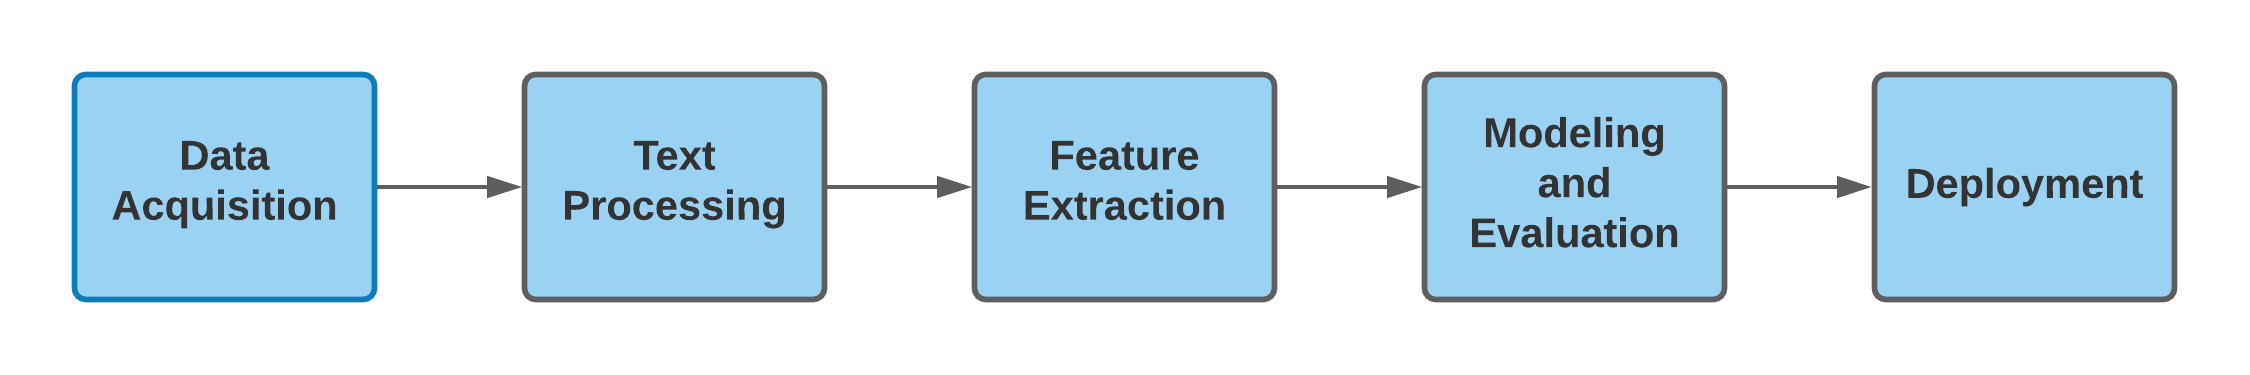 Data
Acquisition
Text
Processing
Feature
Extraction
Modeling
and
Evaluation
Deployment